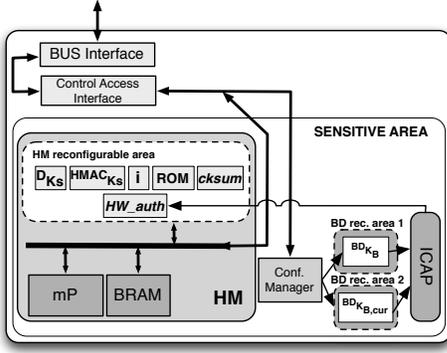 BUS Interface
Control Access
Interface
SENSITIVE AREA
HM reconfigurable area
DKs HMACKs i ROM cksum
HW_auth
BD rec. area 1
BDKB
ICAP
Conf.
Manager
BD rec. area 2
BDKB,cur
mP BRAM HM